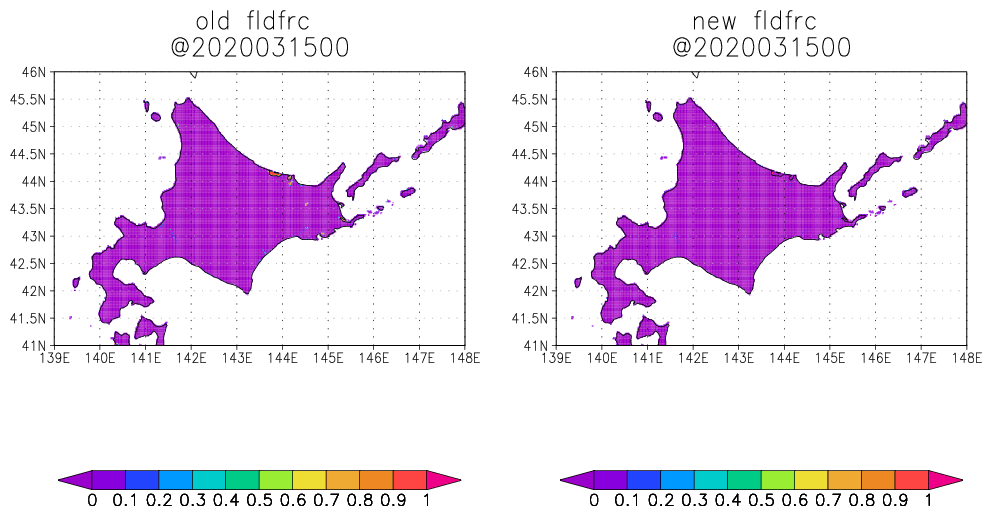 old fldfrc
@2020031500
46N
45.5N
45N
44.5N
44N
43.5N
43N
42.5N
42N
41.5N
41N
139E 140E 141E 142E 143E 144E 145E 146E 147E 148E
0 0.1 0.2 0.3 0.4 0.5 0.6 0.7 0.8 0.9 1
new fldfrc
@2020031500
46N
45.5N
45N
44.5N
44N
43.5N
43N
42.5N
42N
41.5N
41N
139E 140E 141E 142E 143E 144E 145E 146E 147E 148E
0 0.1 0.2 0.3 0.4 0.5 0.6 0.7 0.8 0.9 1